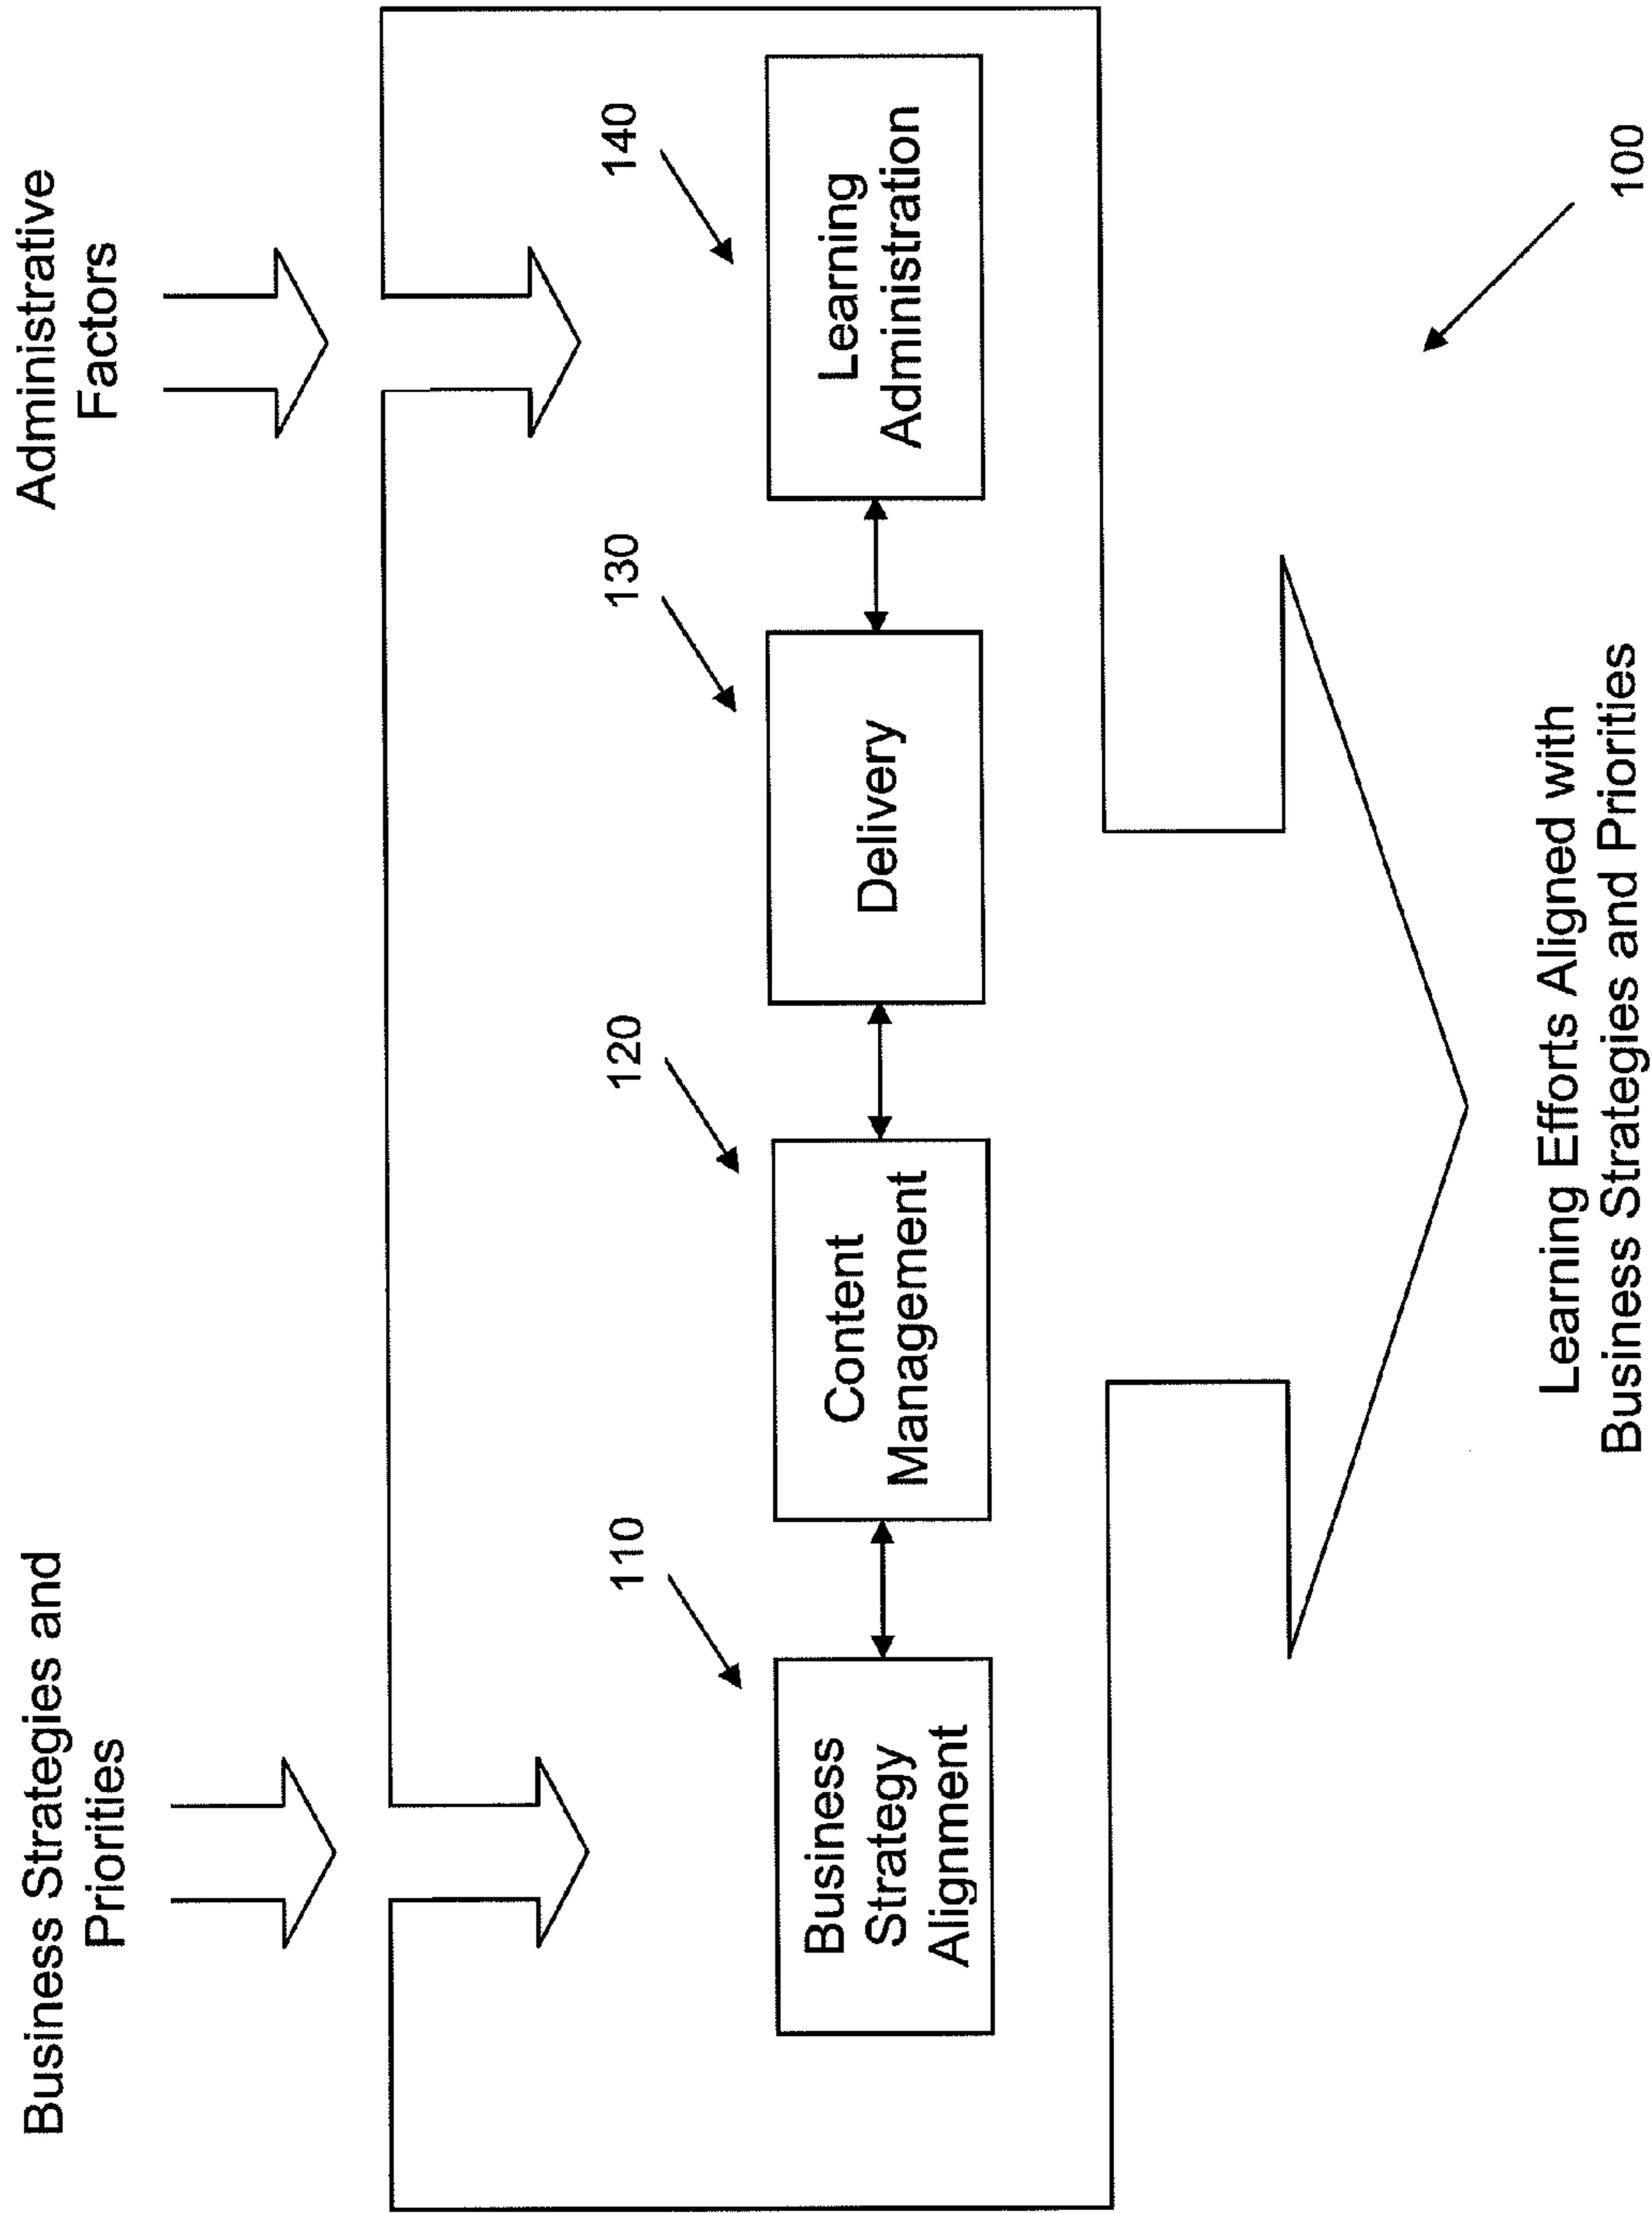 Business Strategies and
Priorities
Administrative
Factors
110
120
130
140
Business
Strategy
Alignment
Content
Management
Delivery
Learning
Administration
Learning Efforts Aligned with
Business Strategies and Priorities
100